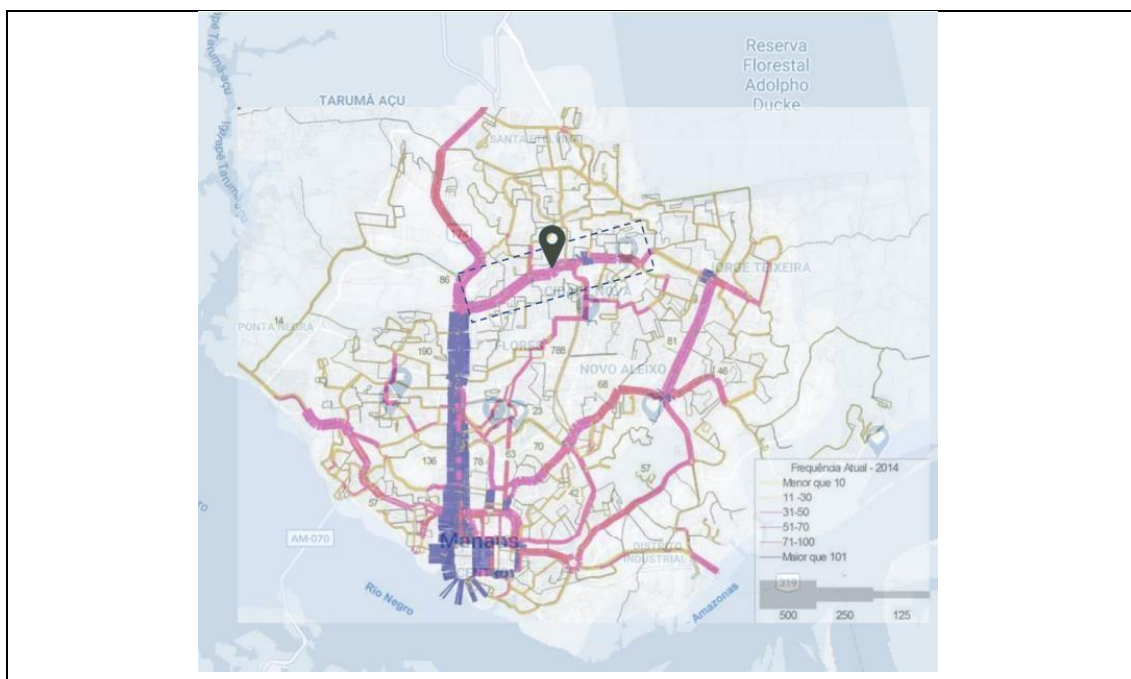 Reserva
Florestal
Adolpho
Ducke
TARUMÃ AÇU
Igarapé Tarumã-açu
SANTA ETELVINA
174
86
JORGE TEIXEIRA
CIDADE NOVA
14
PONTA NEGRA
190
FLORES
788
81
NOVO ALEIXO
46
68
23
136
78
63
70
57
57
42
AM-070
Manaus
CENTRO
DISTRITO
INDUSTRIAL
Rio Negro
Amazonas
Frequência Atual - 2014
Menor que 10
11 -30
31-50
51-70
71-100
Maior que 101
319
500 250 125